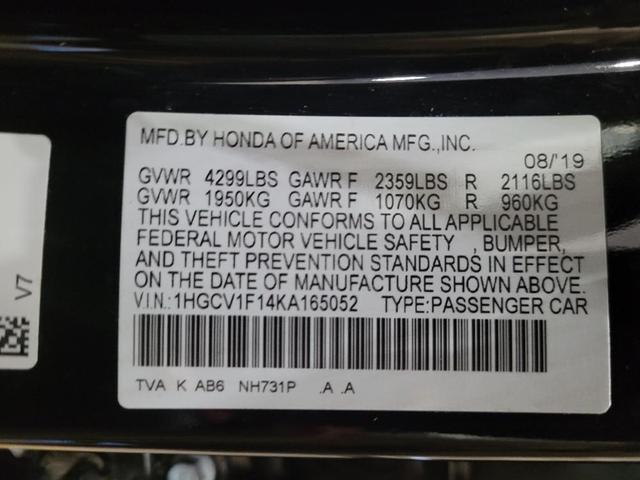 MFD.BY HONDA OF AMERICA MFG.,INC.
08/'19
GVWR 4299LBS GAWR F 2359LBS R 2116LBS
GVWR 1950KG GAWR F 1070KG R 960KG
THIS VEHICLE CONFORMS TO ALL APPLICABLE
FEDERAL MOTOR VEHICLE SAFETY , BUMPER,
AND THEFT PREVENTION STANDARDS IN EFFECT
ON THE DATE OF MANUFACTURE SHOWN ABOVE.
V.I.N.:1HGCV1F14KA165052 TYPE:PASSENGER CAR
TVA K AB6 NH731P .A .A
V7